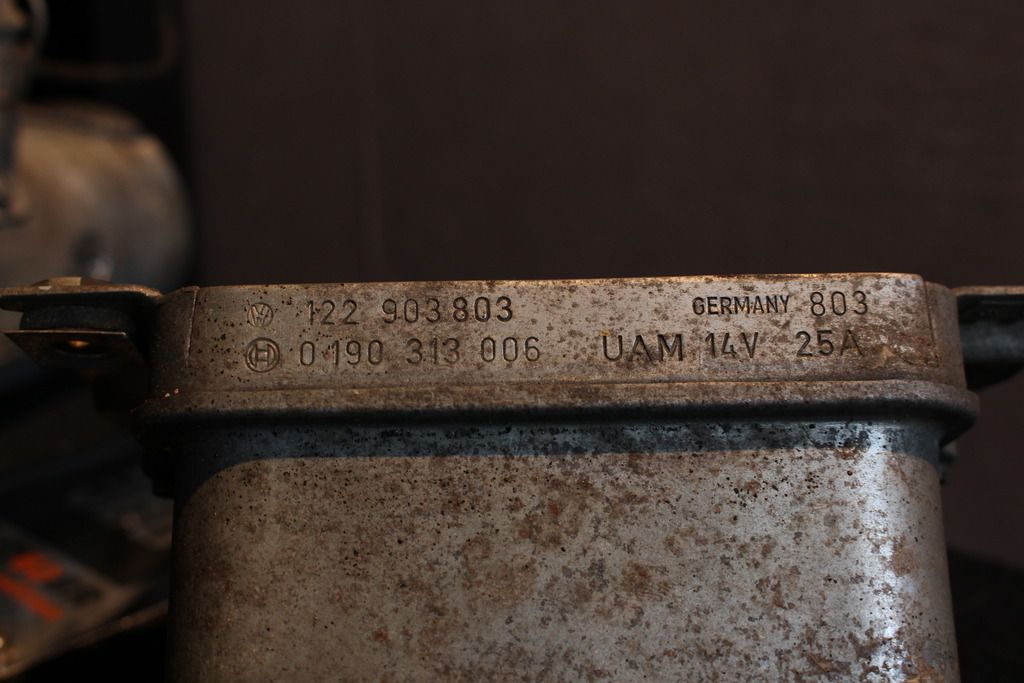 122 903 803 GERMANY 803
0 190 313 006 UAM 14V 25A